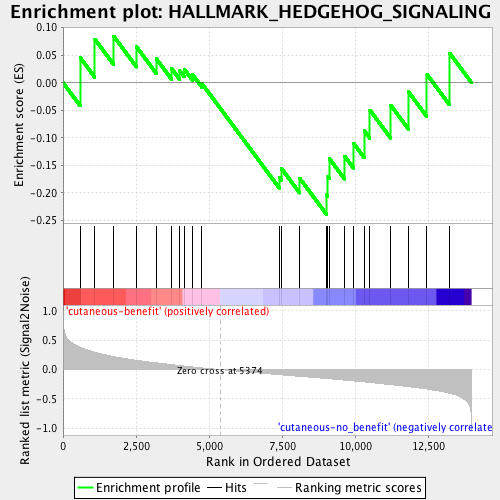 Enrichment plot: HALLMARK_HEDGEHOG_SIGNALING
Enrichment score (ES)
0.10
0.05
0.00
-0.05
-0.10
-0.15
-0.20
-0.25
'cutaneous-benefit' (positively correlated)
Ranked list metric (Signal2Noise)
1.0
0.5
0.0
-0.5
-1.0
Zero cross at 5374
'cutaneous-no_benefit' (negatively correlate
0
2,500
5,000
7,500
10,000
12,500
Rank in Ordered Dataset
Enrichment profile
Hits
Ranking metric scores